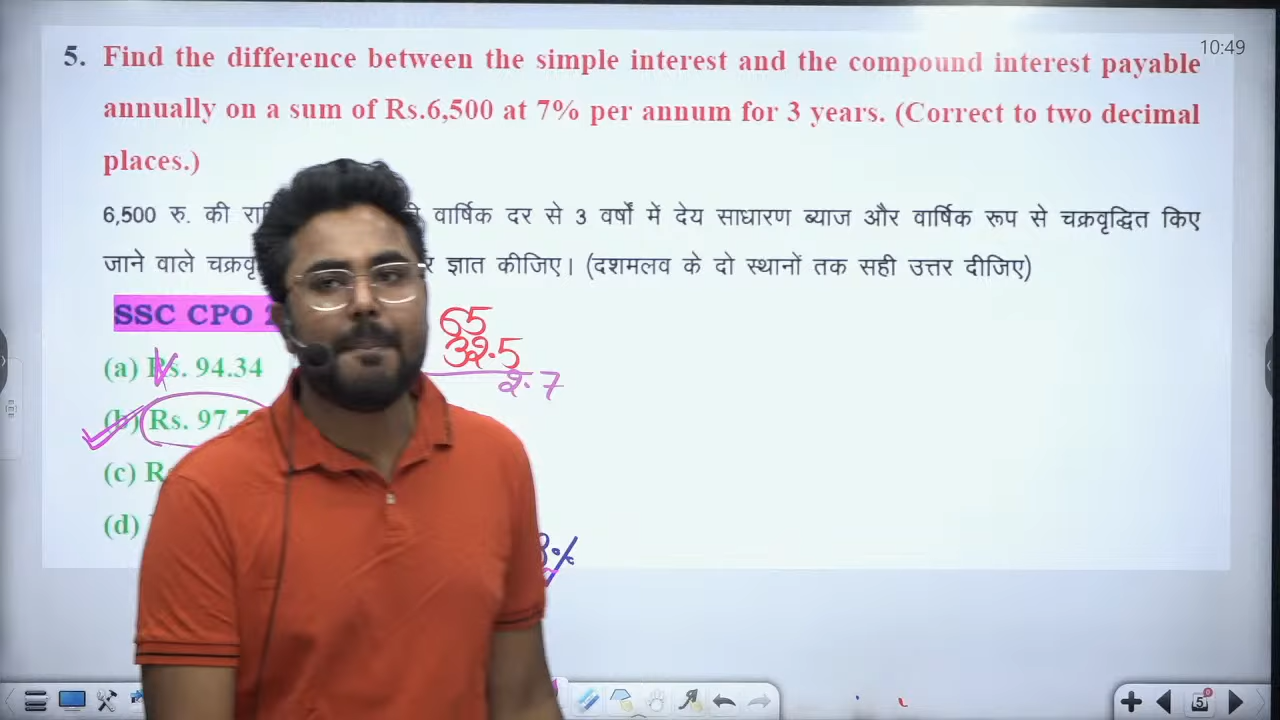 10:49
5. Find the difference between the simple interest and the compound interest payable
annually on a sum of Rs.6,500 at 7% per annum for 3 years. (Correct to two decimal
places.)
6,500 रु. की वार्षिक दर से 3 वर्षों में देय साधारण ब्याज और वार्षिक रूप से चक्रवृद्धित किए
जाने वाले ज्ञात कीजिए। (दशमलव के दो स्थानों तक सही उत्तर दीजिए)
SSC CPO
65
32.5
2.7
(a) Rs. 94.34
(b) Rs. 97.7
(c)
(d)
5